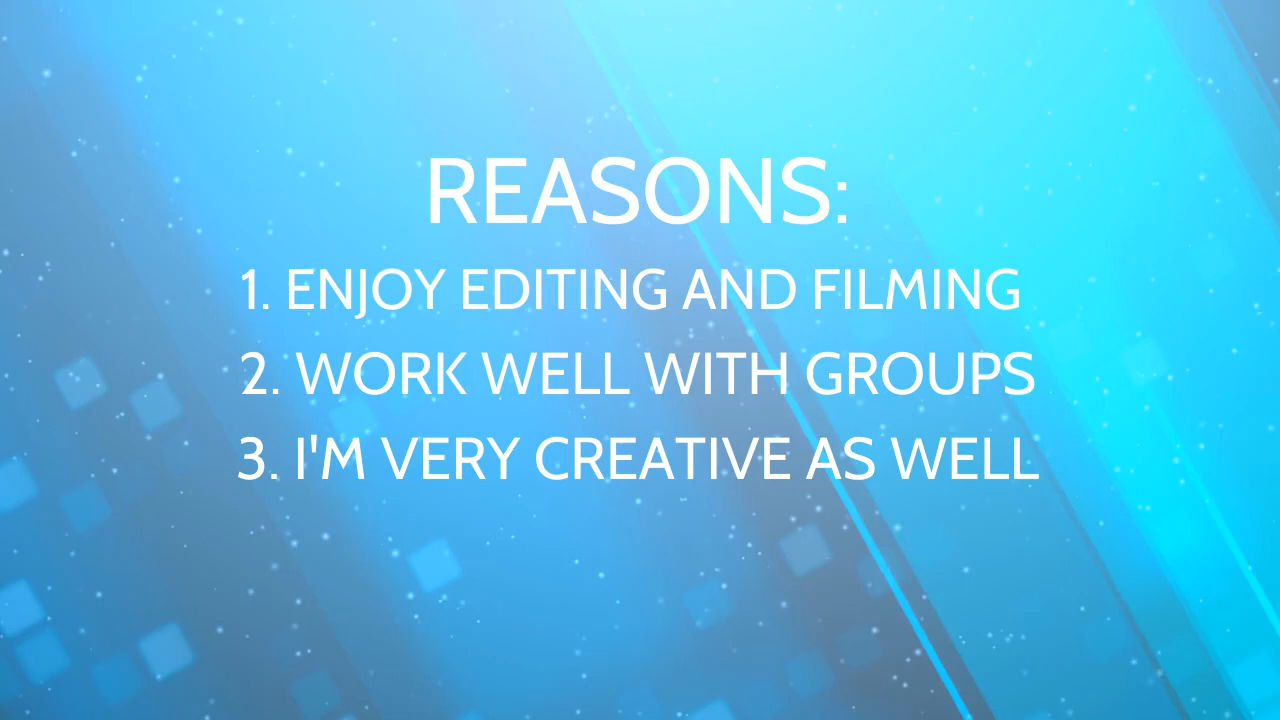 REASONS:
1. ENJOY EDITING AND FILMING
2. WORK WELL WITH GROUPS
3. I'M VERY CREATIVE AS WELL